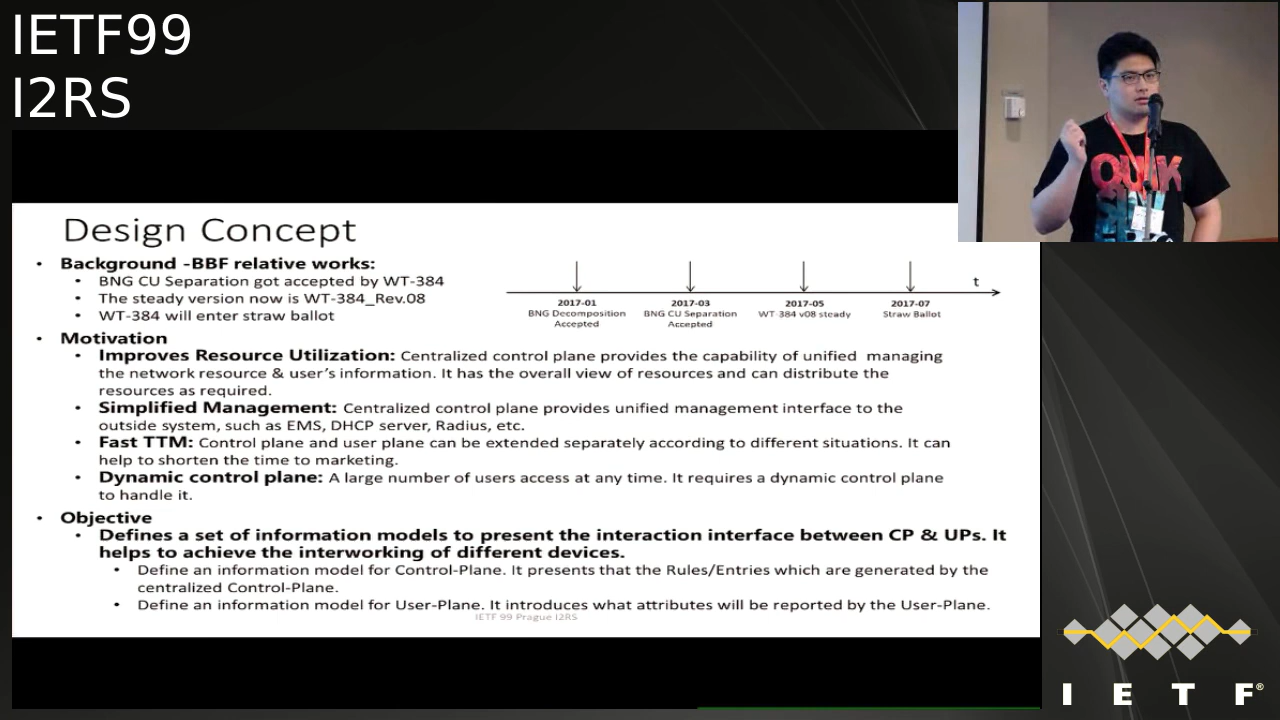 IETF99
I2RS
Design Concept
• Background -BBF relative works:
• BNG CU Separation got accepted by WT-384
• The steady version now is WT-384_Rev.08
• WT-384 will enter straw ballot
t
2017-01
BNG Decomposition
Accepted
2017-03
BNG CU Separation
Accepted
2017-05
WT-384 v08 steady
2017-07
Straw Ballot
• Motivation
• Improves Resource Utilization: Centralized control plane provides the capability of unified managing
the network resource & user's information. It has the overall view of resources and can distribute the
resources as required.
• Simplified Management: Centralized control plane provides unified management interface to the
outside system, such as EMS, DHCP server, Radius, etc.
• Fast TTM: Control plane and user plane can be extended separately according to different situations. It can
help to shorten the time to marketing.
• Dynamic control plane: A large number of users access at any time. It requires a dynamic control plane
to handle it.
• Objective
• Defines a set of information models to present the interaction interface between CP & UPs. It
helps to achieve the interworking of different devices.
• Define an information model for Control-Plane. It presents that the Rules/Entries which are generated by the
centralized Control-Plane.
• Define an information model for User-Plane. It introduces what attributes will be reported by the User-Plane.
IETF 99 Prague I2RS
I E T F®